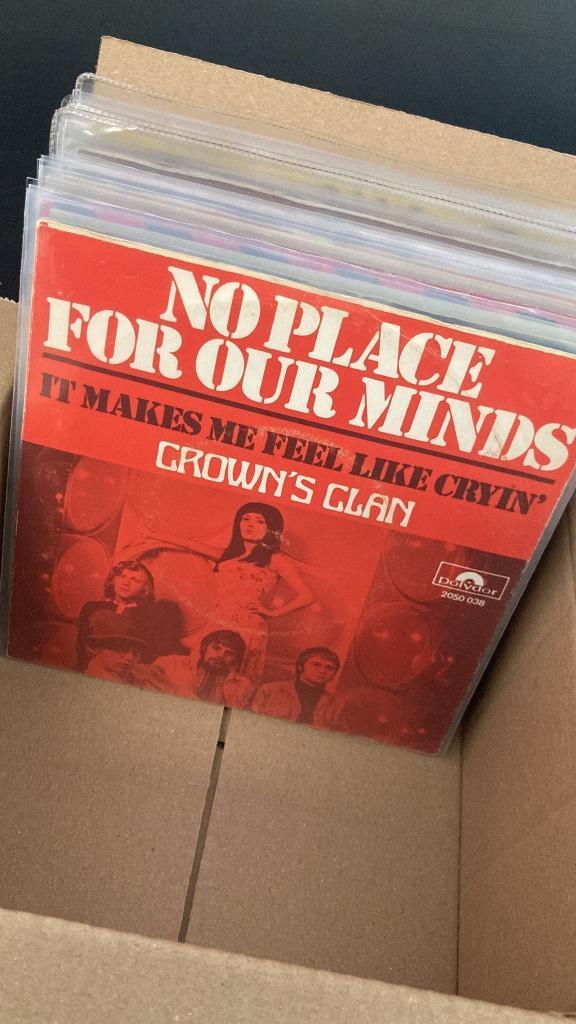 NO PLACE
FOR OUR MINDS
IT MAKES ME FEEL LIKE CRYIN'
CROWN'S CLAN
polydor
2050 038